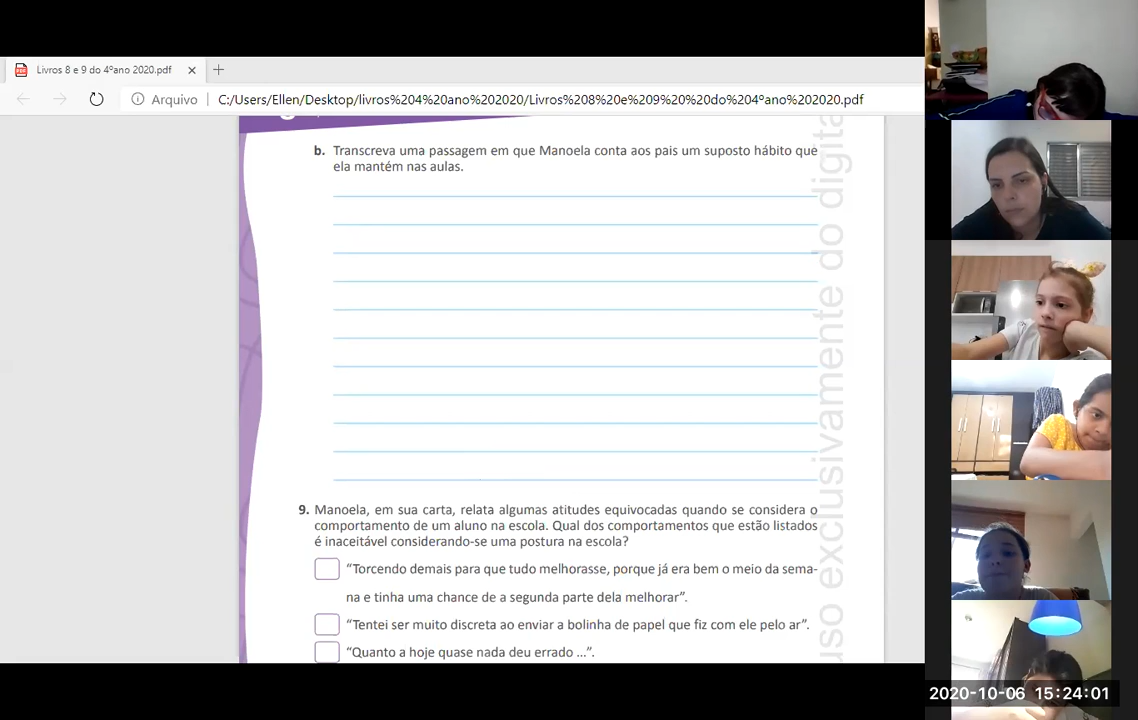 Livros 8 e 9 do 4ºano 2020.pdf
Arquivo
C:/Users/Ellen/Desktop/livros%204%20ano%202020/Livros%208%20e%209%20%20do%204ºano%202020.pdf
b. Transcreva uma passagem em que Manoela conta aos pais um suposto hábito que
ela mantém nas aulas.
9. Manoela, em sua carta, relata algumas atitudes equivocadas quando se considera o
comportamento de um aluno na escola. Qual dos comportamentos que estão listados
é inaceitável considerando-se uma postura na escola?
“Torcendo demais para que tudo melhorasse, porque já era bem o meio da sema-
na e tinha uma chance de a segunda parte dela melhorar”.
“Tentei ser muito discreta ao enviar a bolinha de papel que fiz com ele pelo ar”.
“Quanto a hoje quase nada deu errado ...”.
uso exclusivamente do digita
2020-10-06 15:24:01